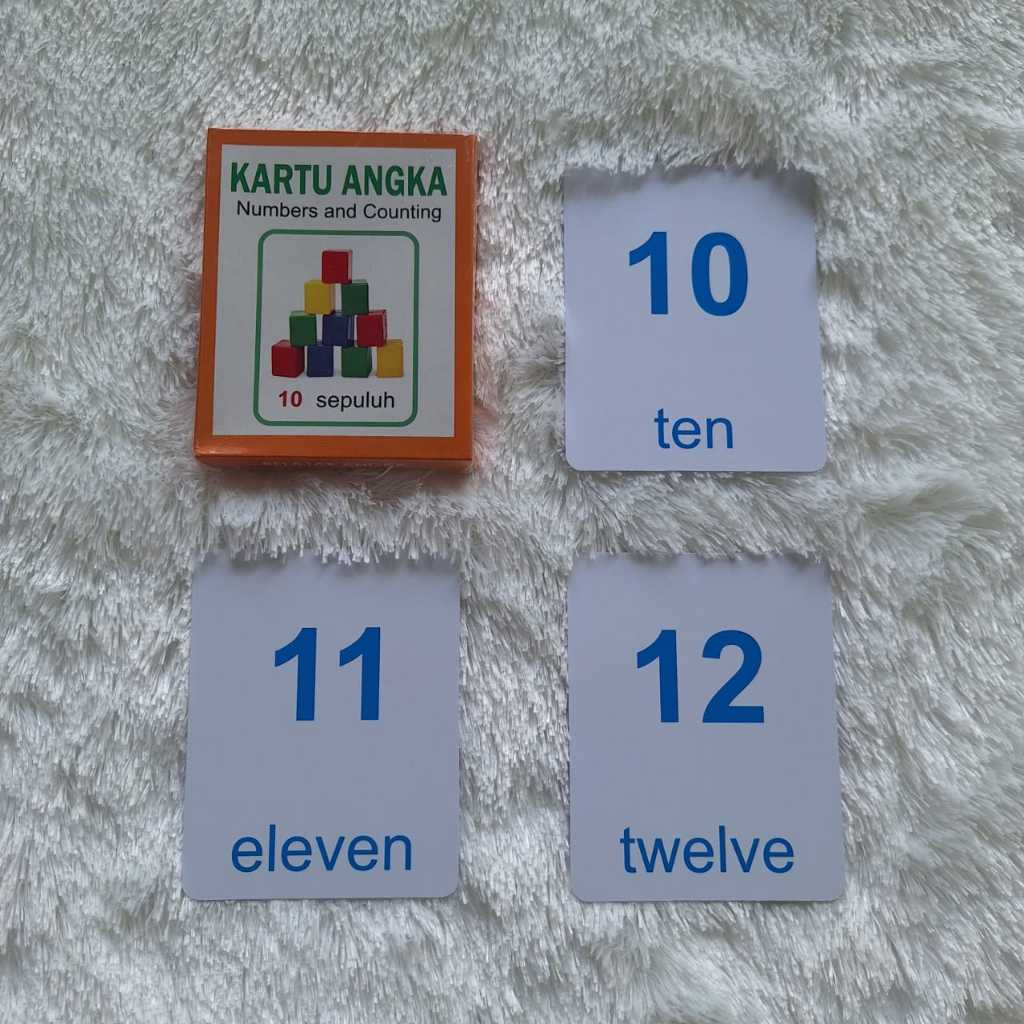 KARTU ANGKA
Numbers and Counting
10 sepuluh
10
ten
11
eleven
12
twelve